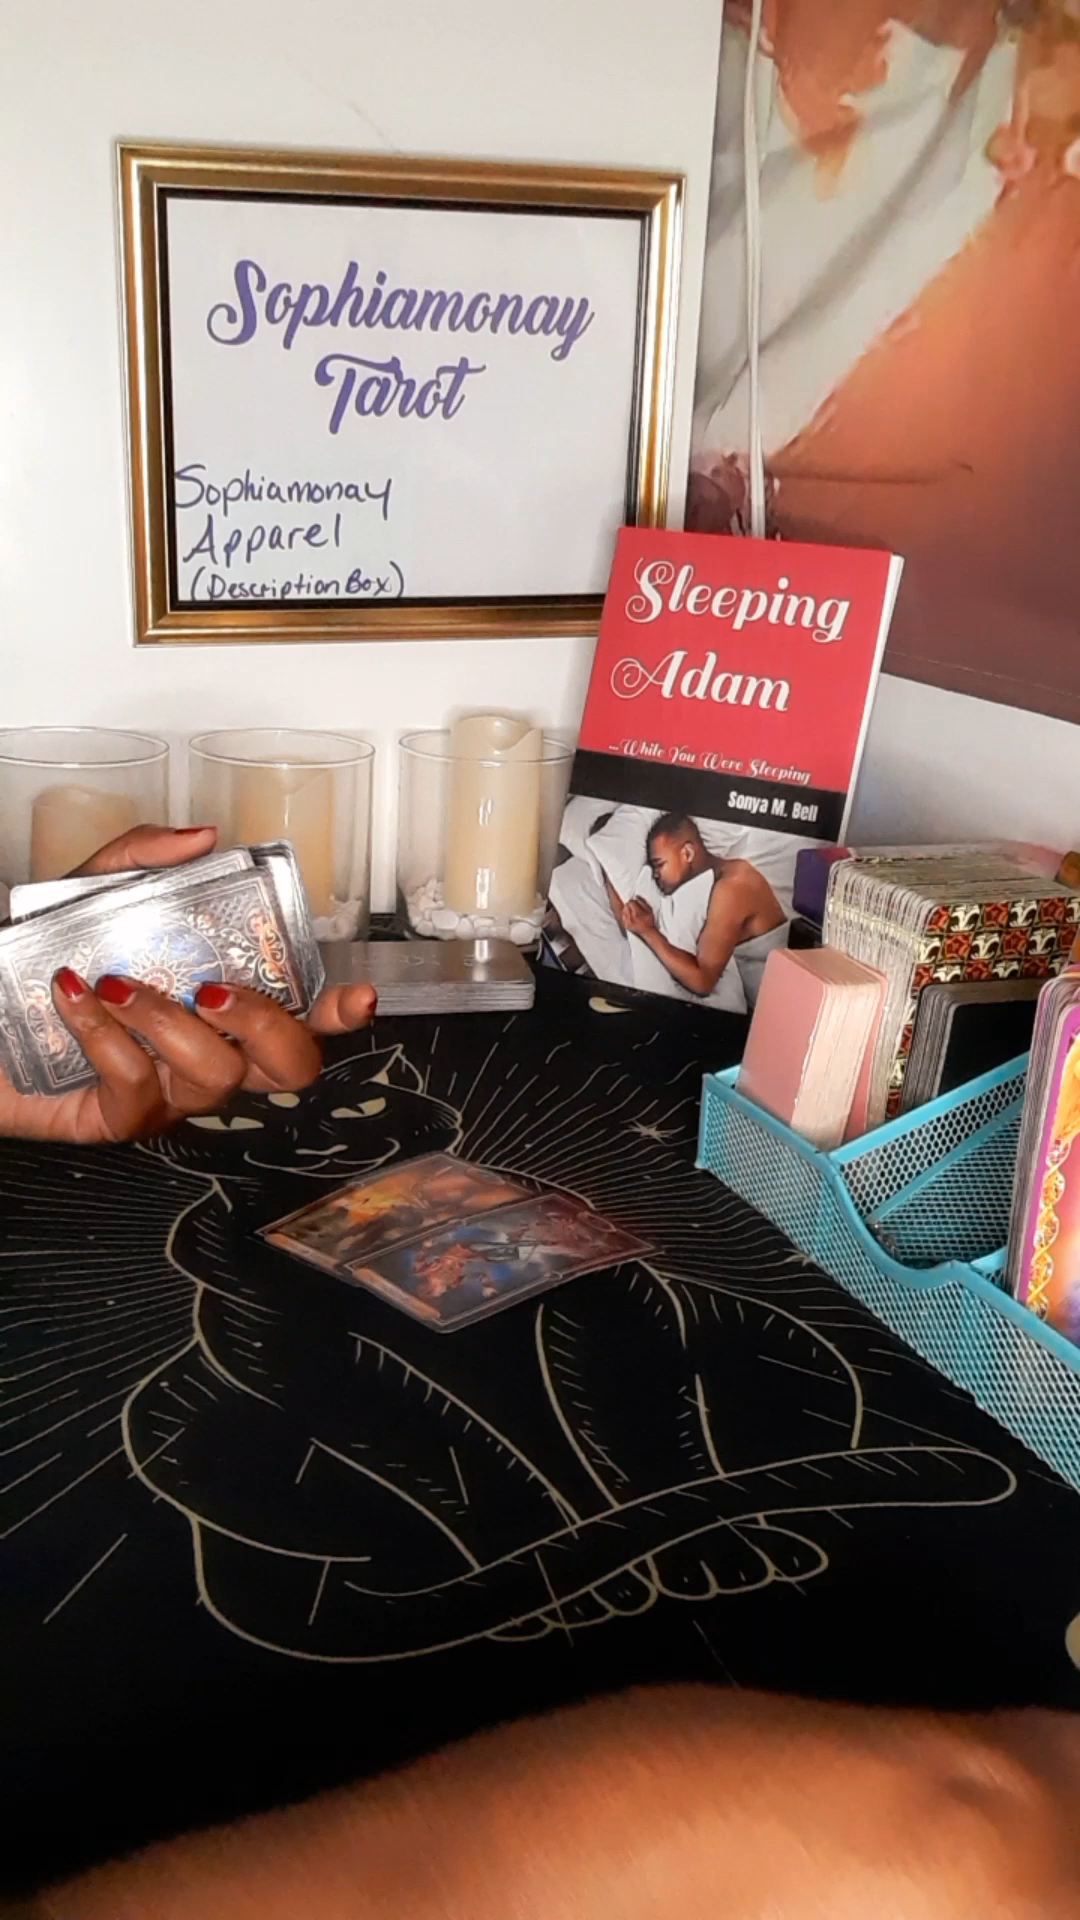 Sophiamonay
Tarot
Sophiamonay
Apparel
(Description Box)
Sleeping
Adam
...While You Were Sleeping
Sonya M. Bell